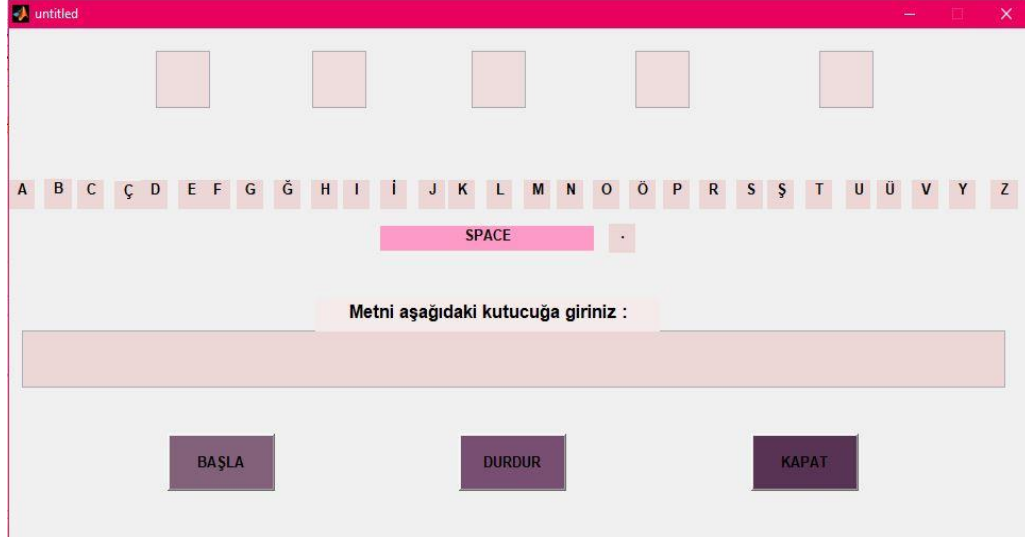 untitled
A B C Ç D E F G Ğ H I İ J K L M N O Ö P R S Ş T U Ü V Y Z
SPACE .
Metni aşağıdaki kutucuğa giriniz :
BAŞLA DURDUR KAPAT